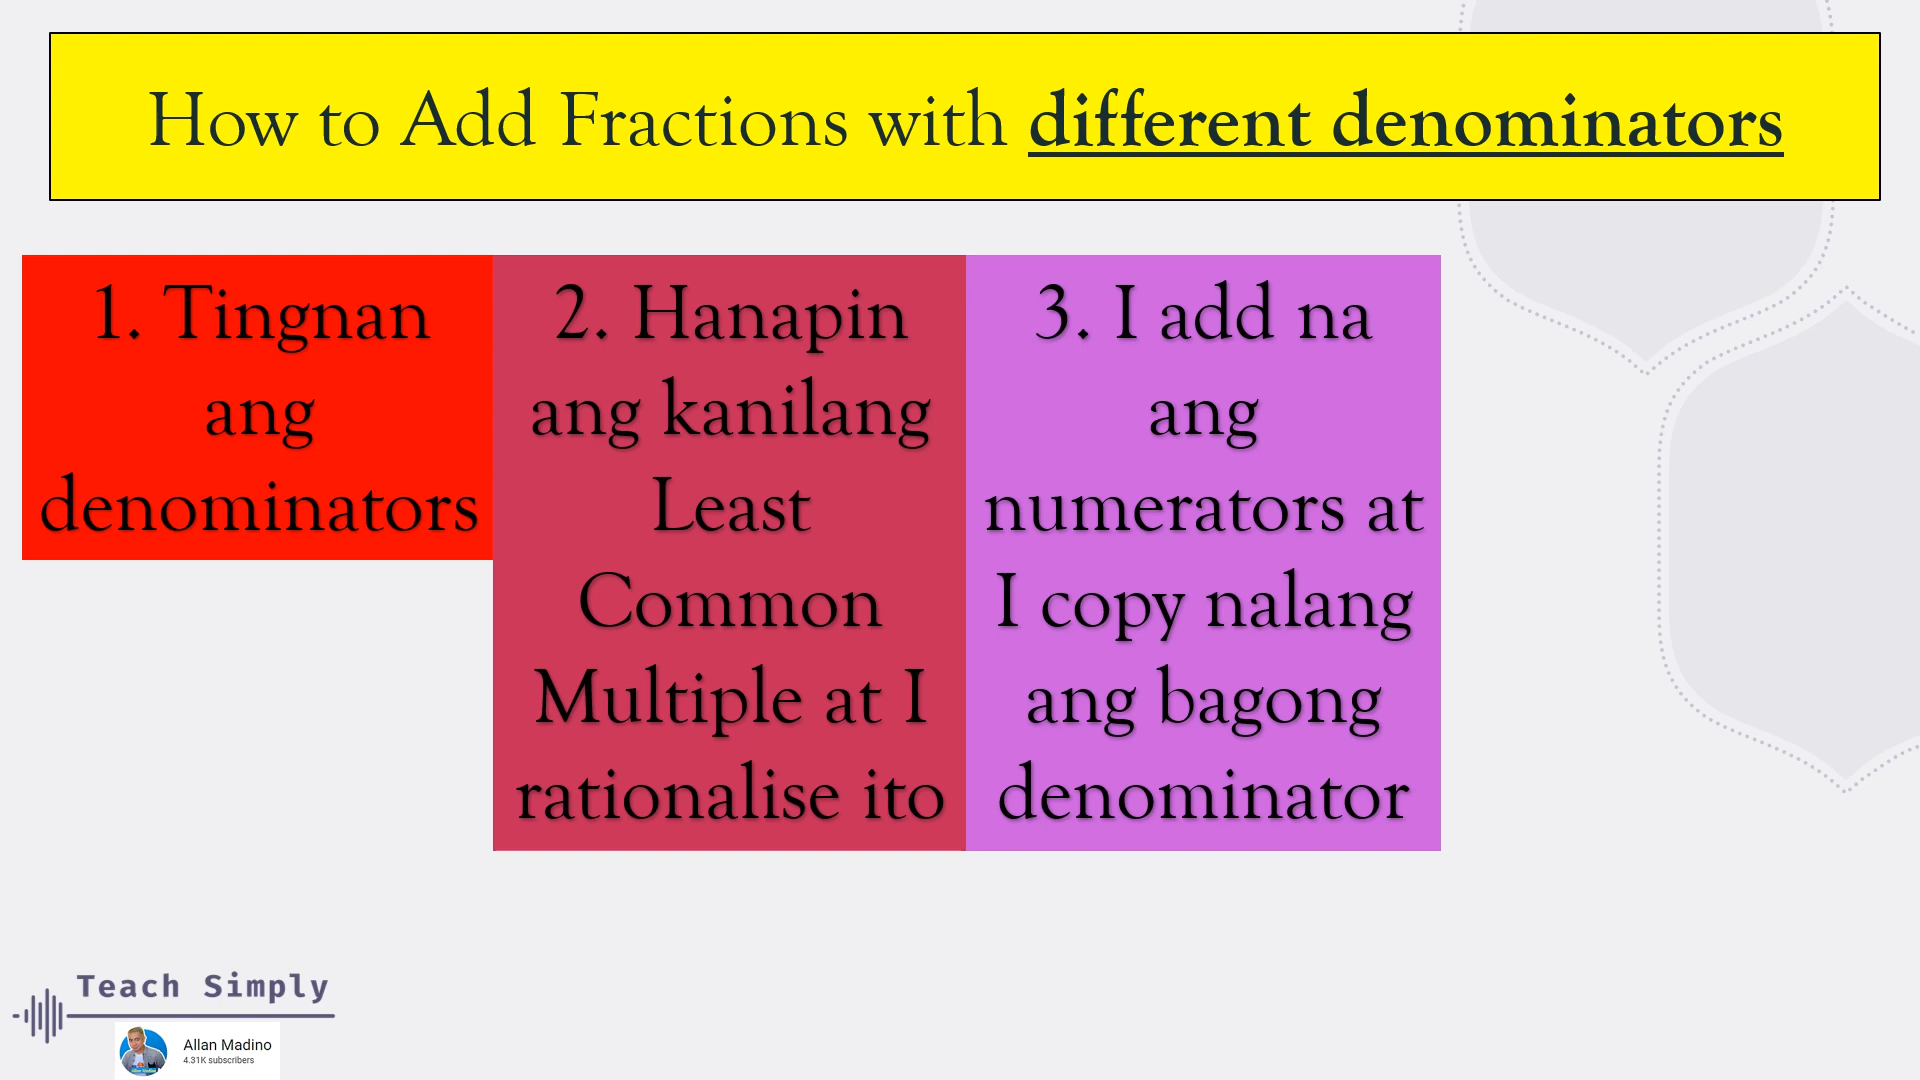 How to Add Fractions with different denominators
1. Tingnan
ang
denominators
2. Hanapin
ang kanilang
Least
Common
Multiple at I
rationalise ito
3. I add na
ang
numerators at
I copy nalang
ang bagong
denominator
Teach Simply
Allan Madino
4.31K subscribers